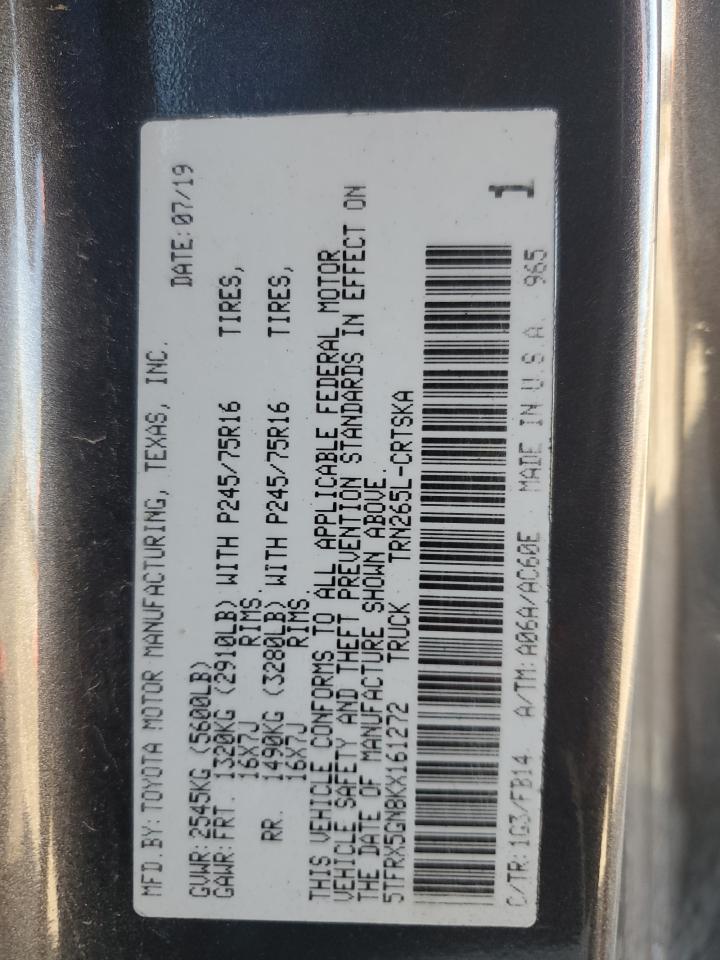 MFD.BY: TOYOTA MOTOR MANUFACTURING, TEXAS, INC.
DATE: 07/19
GVWR: 2545KG (5600LB)
GAWR: FRT. 1320KG (2910LB) WITH P245/75R16 TIRES,
16X7J RIMS.
RR. 1490KG (3280LB) WITH P245/75R16 TIRES,
16X7J RIMS.
THIS VEHICLE CONFORMS TO ALL APPLICABLE FEDERAL MOTOR
VEHICLE SAFETY AND THEFT PREVENTION STANDARDS IN EFFECT ON
THE DATE OF MANUFACTURE SHOWN ABOVE.
5TFRX5GN8KX161272 TRUCK TRN265L-CRTSKA
C/TR: 1G3/FB14 A/TM: A06A/AC60E MADE IN U.S.A. 965
1